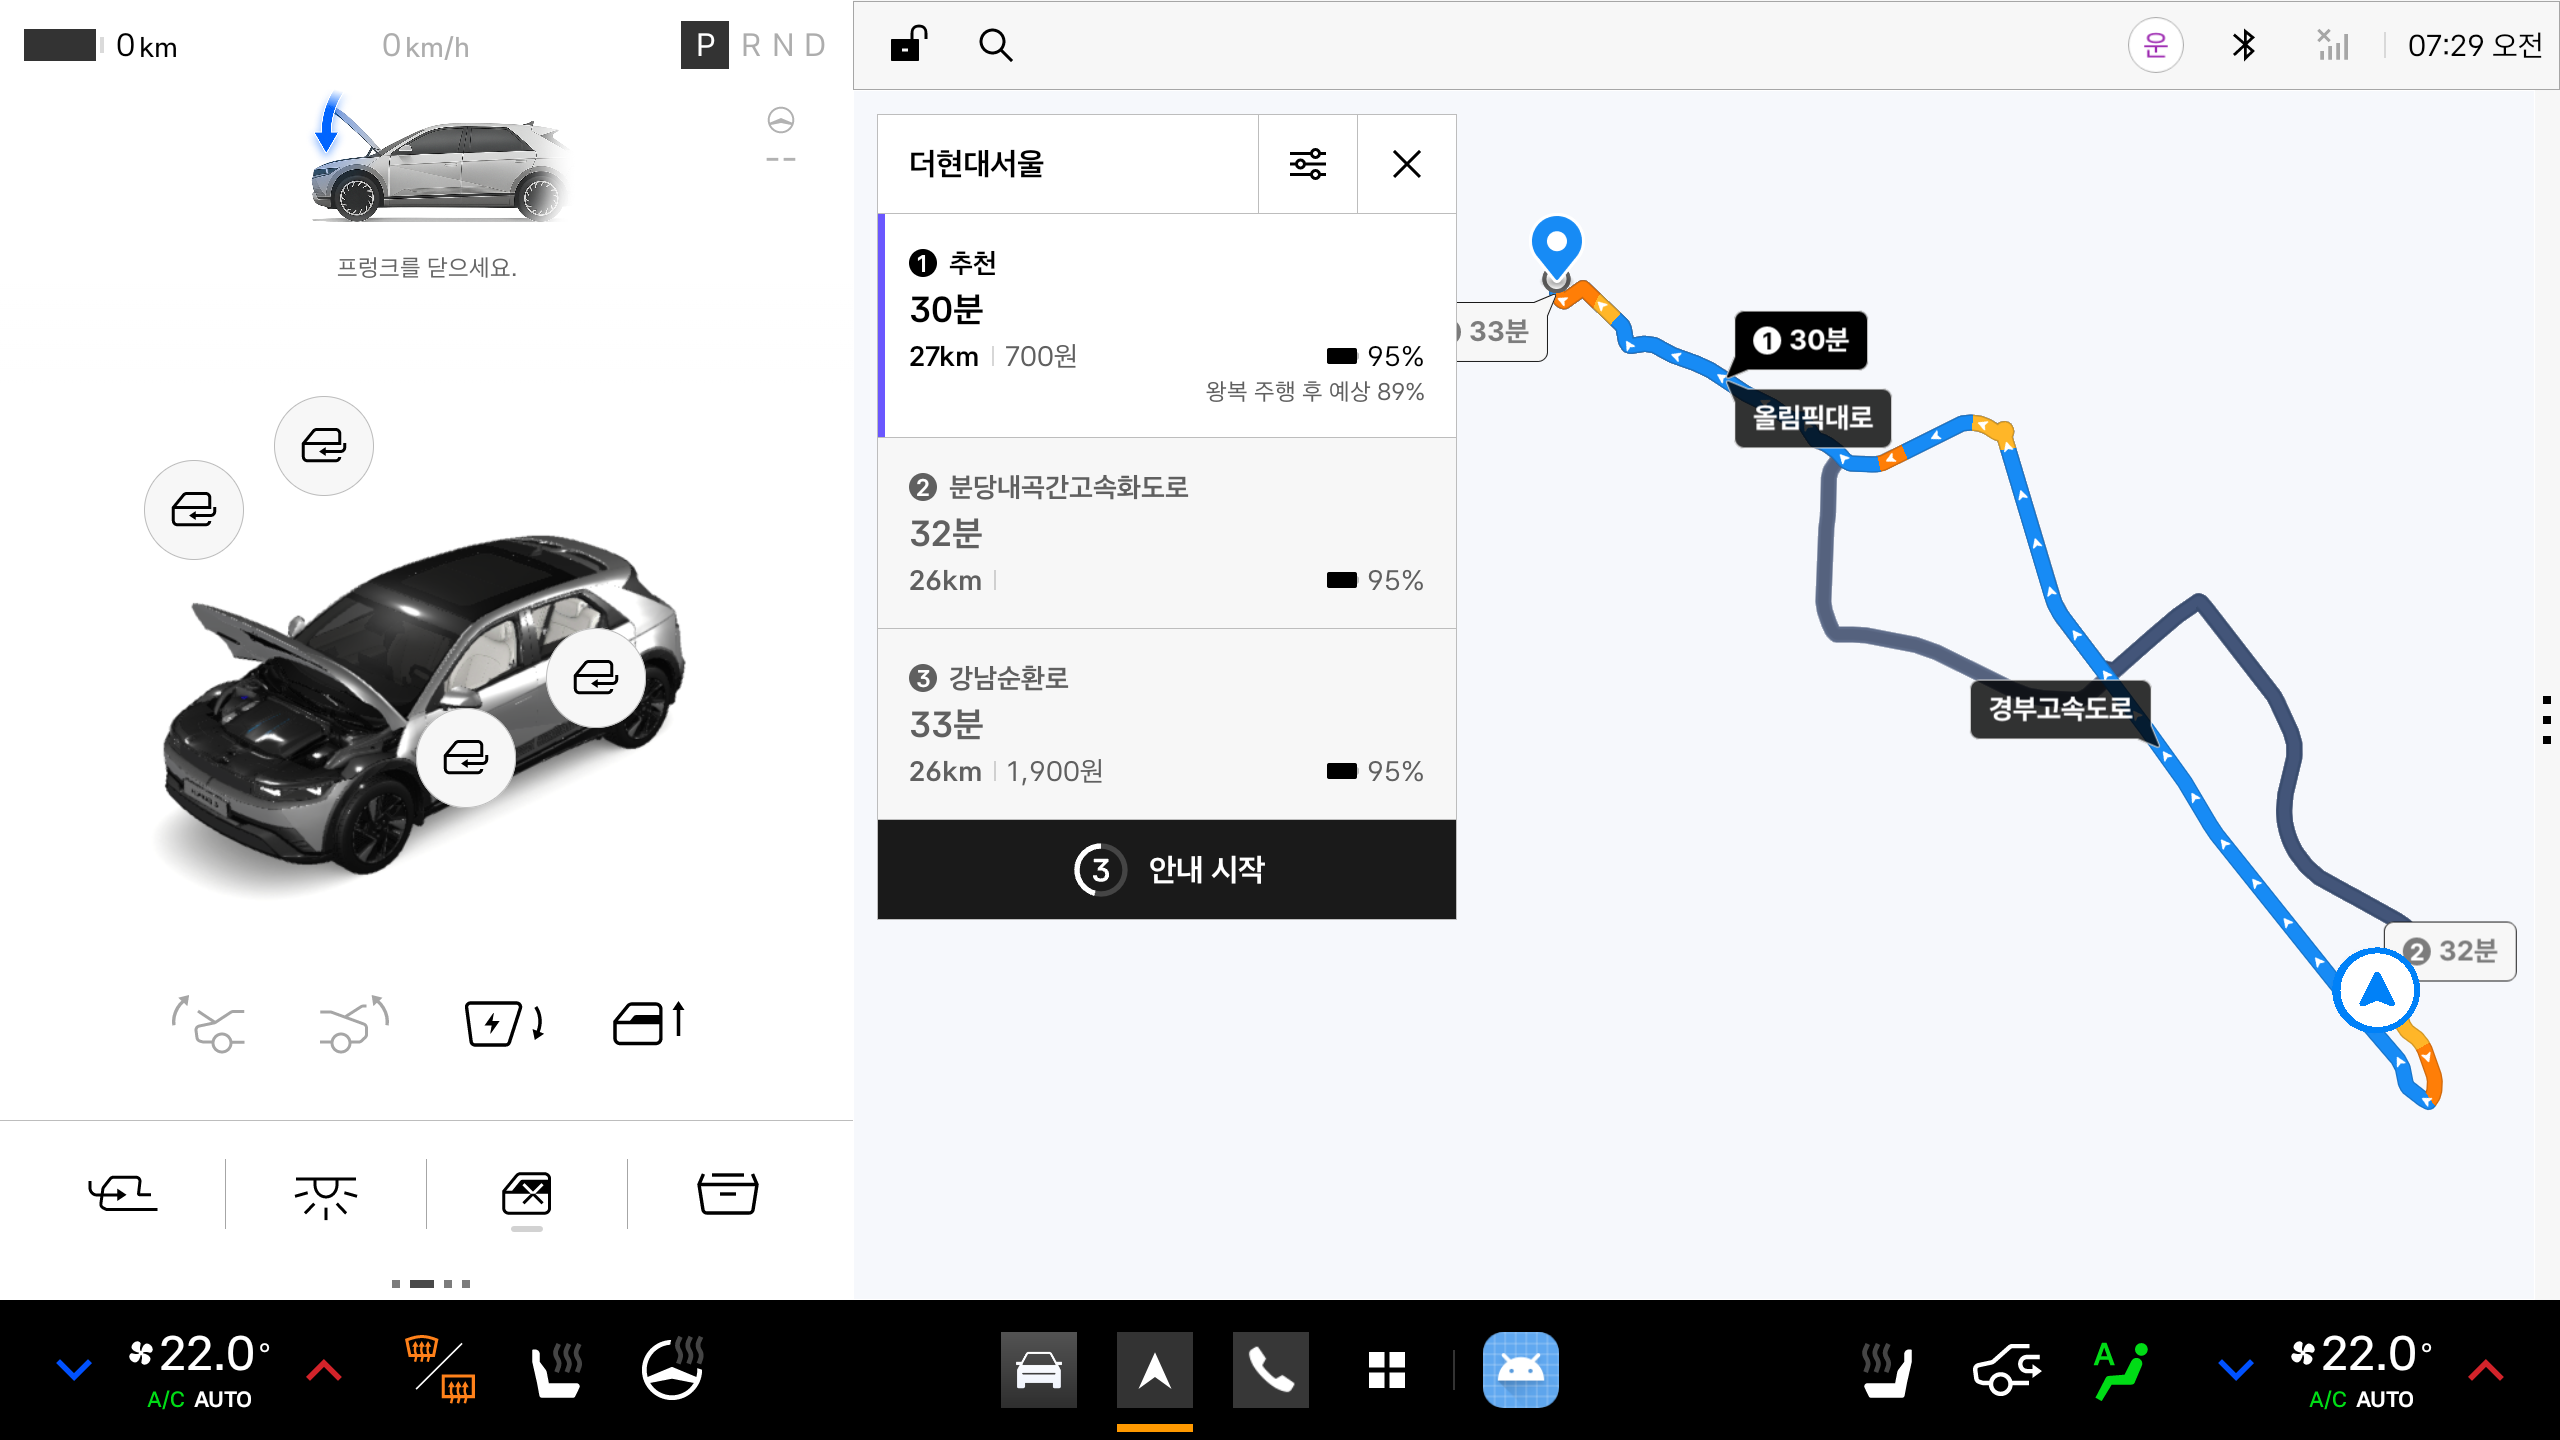 0 km
0 km/h
P R N D
프렁크를 닫으세요.
운
07:29 오전
더현대서울
1 추천
30분
27km 700원
95%
왕복 주행 후 예상 89%
2 분당내곡간고속화도로
32분
26km
95%
3 강남순환로
33분
26km 1,900원
95%
3 안내 시작
33분
1 30분
올림픽대로
경부고속도로
2 32분
22.0°
A/C AUTO
A
22.0°
A/C AUTO